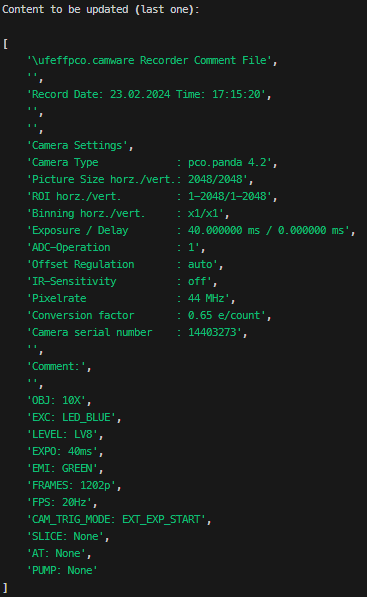 Content to be updated (last one):
[
'\ufeffpco.camware Recorder Comment File',
'',
'Record Date: 23.02.2024 Time: 17:15:20',
'',
'',
'Camera Settings',
'Camera Type : pco.panda 4.2',
'Picture Size horz./vert.: 2048/2048',
'ROI horz./vert. : 1-2048/1-2048',
'Binning horz./vert. : x1/x1',
'Exposure / Delay : 40.000000 ms / 0.000000 ms',
'ADC-Operation : 1',
'Offset Regulation : auto',
'IR-Sensitivity : off',
'Pixelrate : 44 MHz',
'Conversion factor : 0.65 e/count',
'Camera serial number : 14403273',
'',
'Comment:',
'',
'OBJ: 10X',
'EXC: LED_BLUE',
'LEVEL: LV8',
'EXPO: 40ms',
'EMI: GREEN',
'FRAMES: 1202p',
'FPS: 20Hz',
'CAM_TRIG_MODE: EXT_EXP_START',
'SLICE: None',
'AT: None',
'PUMP: None'
]